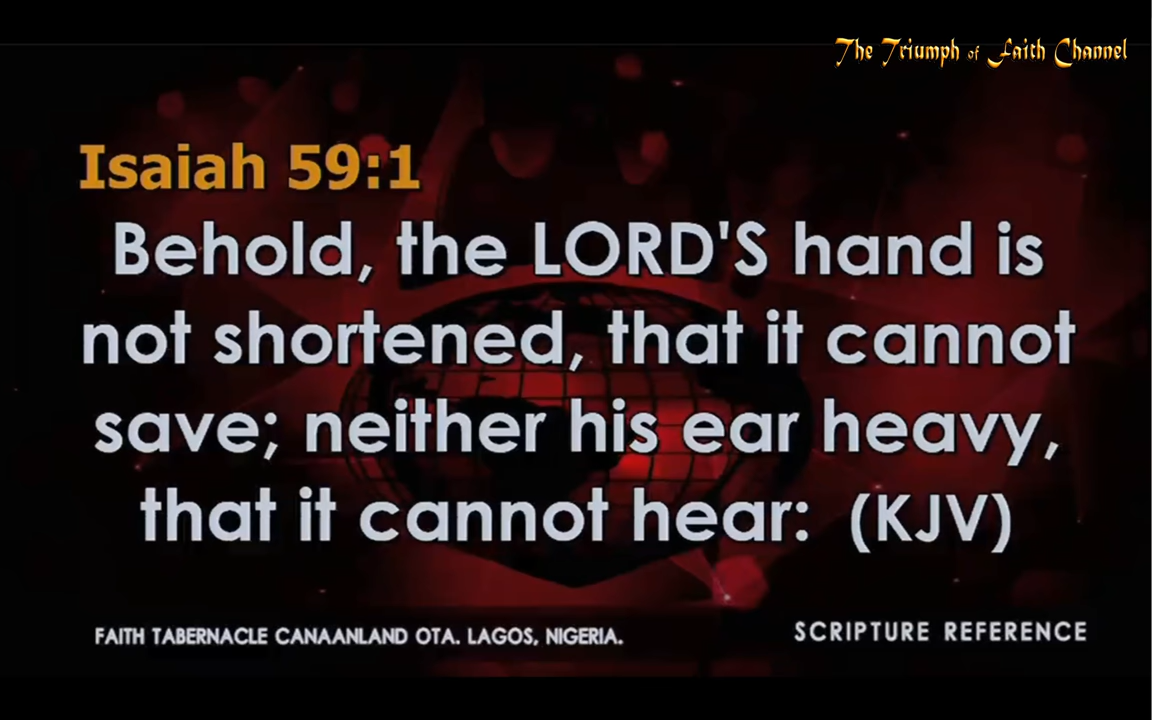 The Triumph of Faith Channel
Isaiah 59:1
Behold, the LORD'S hand is
not shortened, that it cannot
save; neither his ear heavy,
that it cannot hear: (KJV)
FAITH TABERNACLE CANAANLAND OTA. LAGOS, NIGERIA.
SCRIPTURE REFERENCE